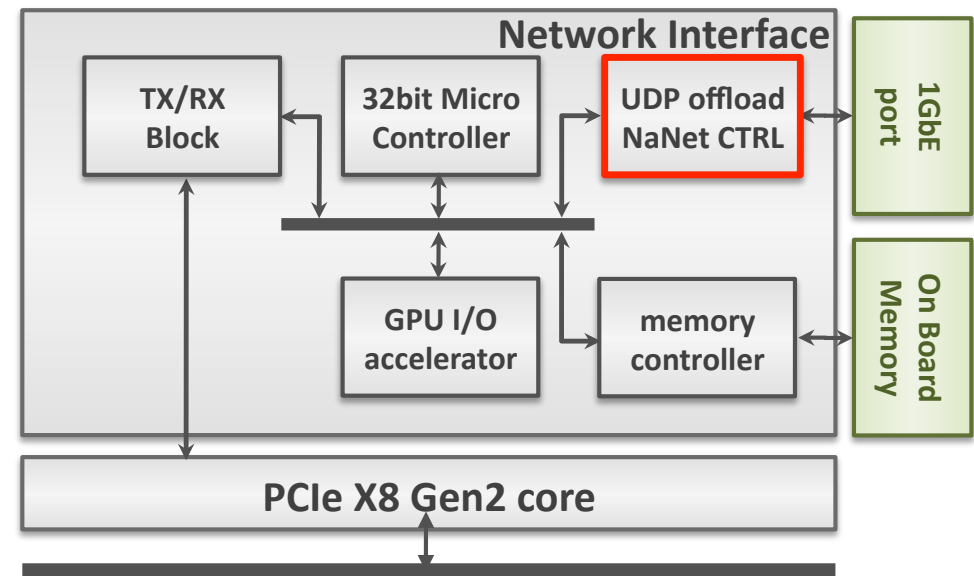 Network Interface
TX/RX
Block
32bit Micro
Controller
UDP offload
NaNet CTRL
1GbE
port
GPU I/O
accelerator
memory
controller
On Board
Memory
PCIe X8 Gen2 core